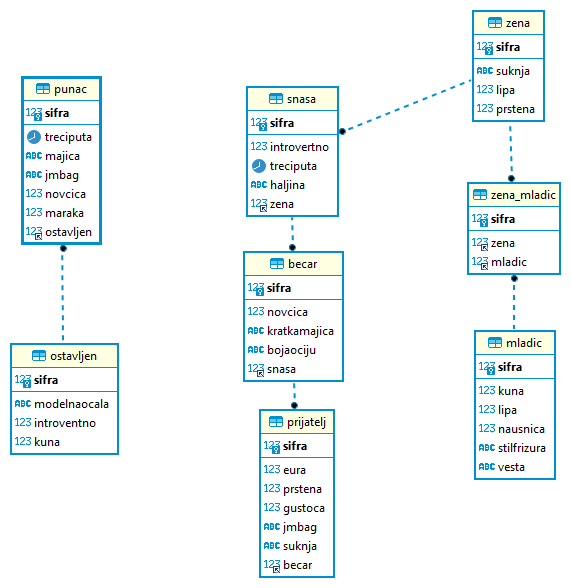 punac
123 sifra
treciputa
ABC majica
ABC jmbag
123 novcica
123 maraka
123 ostavljen
ostavljen
123 sifra
ABC modelnaocala
123 introventno
123 kuna
snasa
123 sifra
123 introvertno
treciputa
ABC haljina
123 zena
becar
123 sifra
123 novcica
ABC kratkamajica
ABC bojaociju
123 snasa
prijatelj
123 sifra
123 eura
123 prstena
123 gustoca
ABC jmbag
ABC suknja
123 becar
zena
123 sifra
ABC suknja
123 lipa
123 prstena
zena_mladic
123 sifra
123 zena
123 mladic
mladic
123 sifra
123 kuna
123 lipa
123 nausnica
ABC stilfrizura
ABC vesta